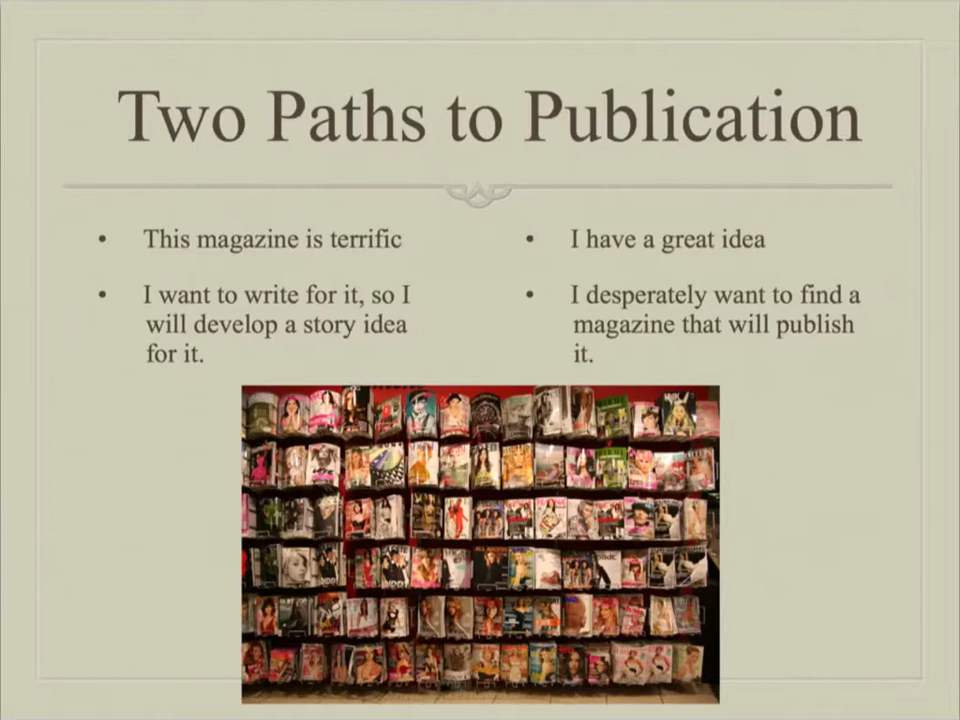 Two Paths to Publication
• This magazine is terrific
• I want to write for it, so I
will develop a story idea
for it.
• I have a great idea
• I desperately want to find a
magazine that will publish
it.